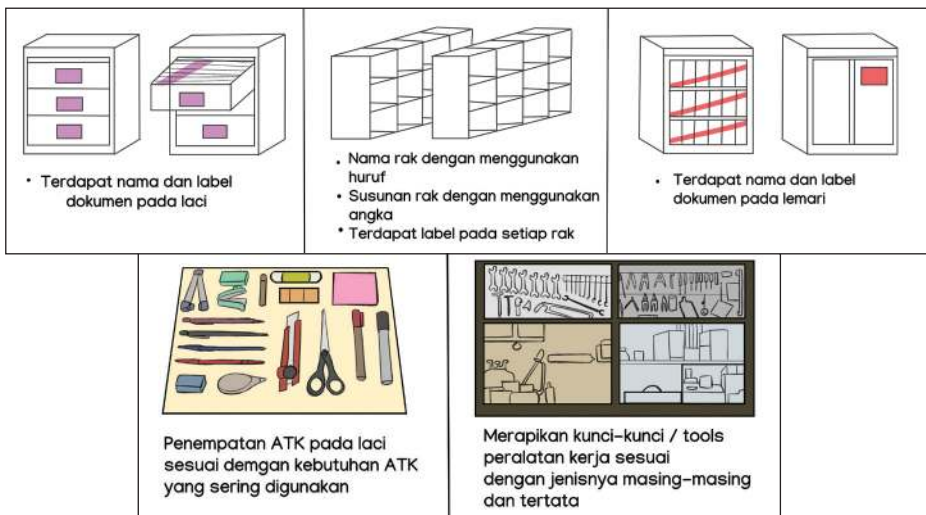 • Terdapat nama dan label
dokumen pada laci
• Nama rak dengan menggunakan
huruf
• Susunan rak dengan menggunakan
angka
• Terdapat label pada setiap rak
• Terdapat nama dan label
dokumen pada lemari
Penempatan ATK pada laci
sesuai demgan kebutuhan ATK
yang sering digunakan
Merapikan kunci-kunci / tools
peralatan kerja sesuai
dengan jenisnya masing-masing
dan tertata